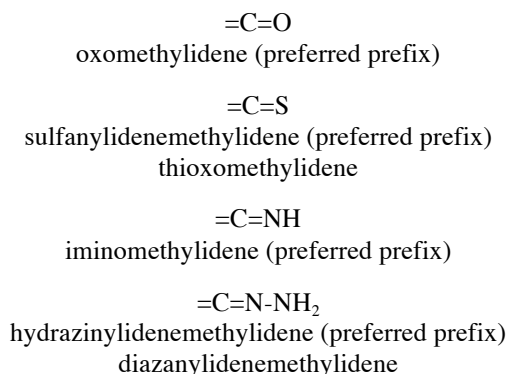 =C=O
oxomethylidene (preferred prefix)
=C=S
sulfanylidenemethylidene (preferred prefix)
thioxomethylidene
=C=NH
iminomethylidene (preferred prefix)
=C=N-NH₂
hydrazinylidenemethylidene (preferred prefix)
diazanylidenemethylidene